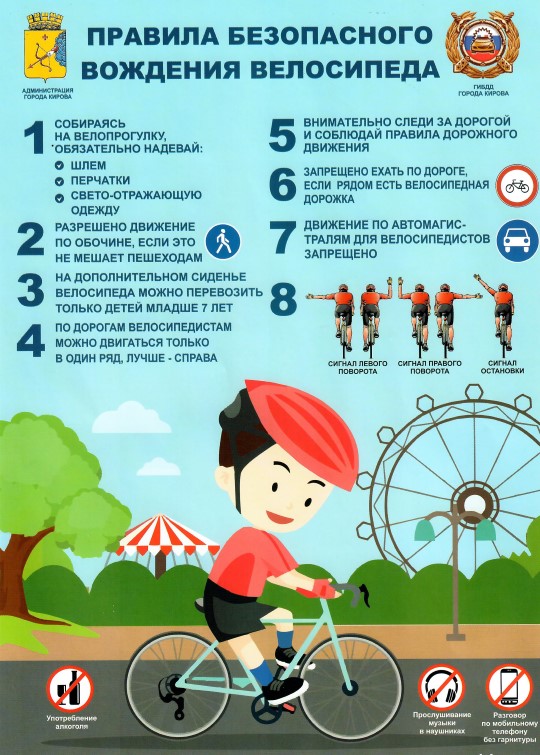 АДМИНИСТРАЦИЯ
ГОРОДА КИРОВА
ПРАВИЛА БЕЗОПАСНОГО
ВОЖДЕНИЯ ВЕЛОСИПЕДА
ГИБДД
ГОРОДА КИРОВА
1 СОБИРАЯСЬ
НА ВЕЛОПРОГУЛКУ,
ОБЯЗАТЕЛЬНО НАДЕВАЙ:
ШЛЕМ
ПЕРЧАТКИ
СВЕТО-ОТРАЖАЮЩУЮ
ОДЕЖДУ
2 РАЗРЕШЕНО ДВИЖЕНИЕ
ПО ОБОЧИНЕ, ЕСЛИ ЭТО
НЕ МЕШАЕТ ПЕШЕХОДАМ
3 НА ДОПОЛНИТЕЛЬНОМ СИДЕНЬЕ
ВЕЛОСИПЕДА МОЖНО ПЕРЕВОЗИТЬ
ТОЛЬКО ДЕТЕЙ МЛАДШЕ 7 ЛЕТ
4 ПО ДОРОГАМ ВЕЛОСИПЕДИСТАМ
МОЖНО ДВИГАТЬСЯ ТОЛЬКО
В ОДИН РЯД, ЛУЧШЕ - СПРАВА
5 ВНИМАТЕЛЬНО СЛЕДИ ЗА ДОРОГОЙ
И СОБЛЮДАЙ ПРАВИЛА ДОРОЖНОГО
ДВИЖЕНИЯ
6 ЗАПРЕЩЕНО ЕХАТЬ ПО ДОРОГЕ,
ЕСЛИ РЯДОМ ЕСТЬ ВЕЛОСИПЕДНАЯ
ДОРОЖКА
7 ДВИЖЕНИЕ ПО АВТОМАГИС-
ТРАЛЯМ ДЛЯ ВЕЛОСИПЕДИСТОВ
ЗАПРЕЩЕНО
8
СИГНАЛ ЛЕВОГО
ПОВОРОТА
СИГНАЛ ПРАВОГО
ПОВОРОТА
СИГНАЛ
ОСТАНОВКИ
Употребление
алкоголя
Прослушивание
музыки
в наушниках
Разговор
по мобильному
телефону
без гарнитуры